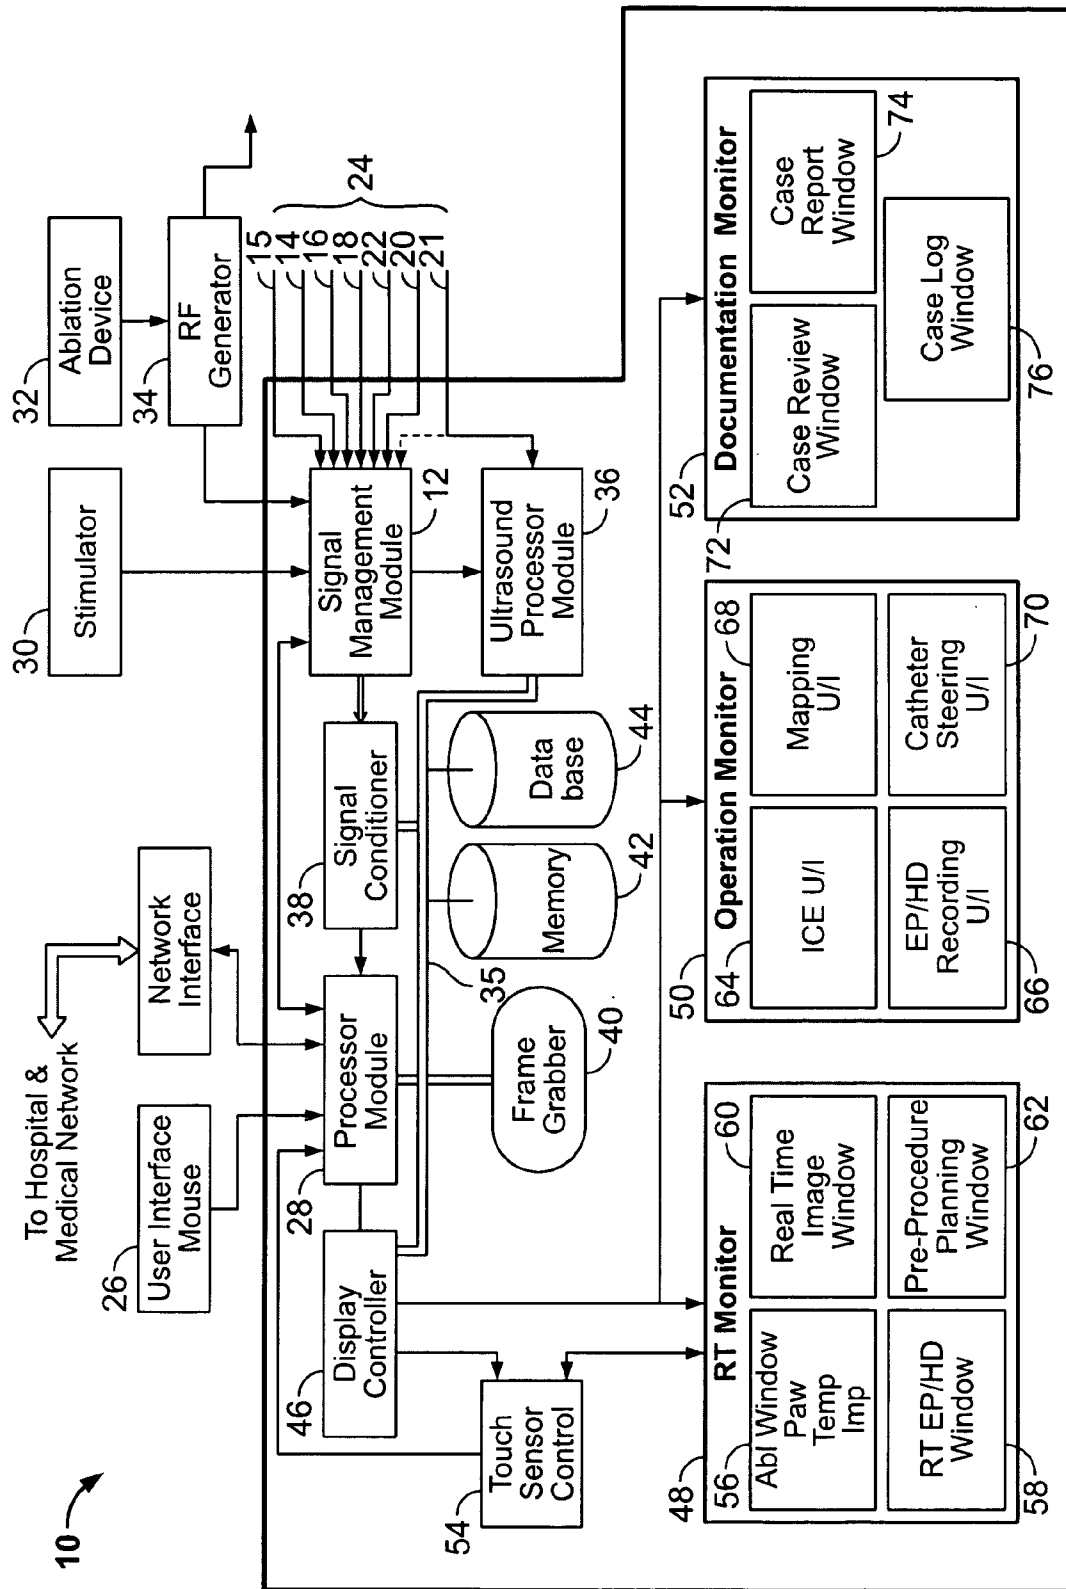 10
To Hospital &
Medical Network
26
User Interface
Mouse
Network
Interface
30
Stimulator
32
Ablation
Device
34
RF
Generator
46
Display
Controller
28
Processor
Module
38
Signal
Conditioner
Signal
Management
Module
12
15
14
16
18
22
20
21
24
54
Touch
Sensor
Control
Frame
Grabber
40
35
Memory
42
Data
base
44
Ultrasound
Processor
Module
36
48
RT Monitor
56
Abl Window
Paw
Temp
Imp
60
Real Time
Image
Window
RT EP/HD
Window
58
Pre-Procedure
Planning
Window
62
50
Operation Monitor
64
ICE U/I
68
Mapping
U/I
EP/HD
Recording
U/I
66
Catheter
Steering
U/I
70
52
Documentation Monitor
72
Case Review
Window
Case
Report
Window
74
Case Log
Window
76